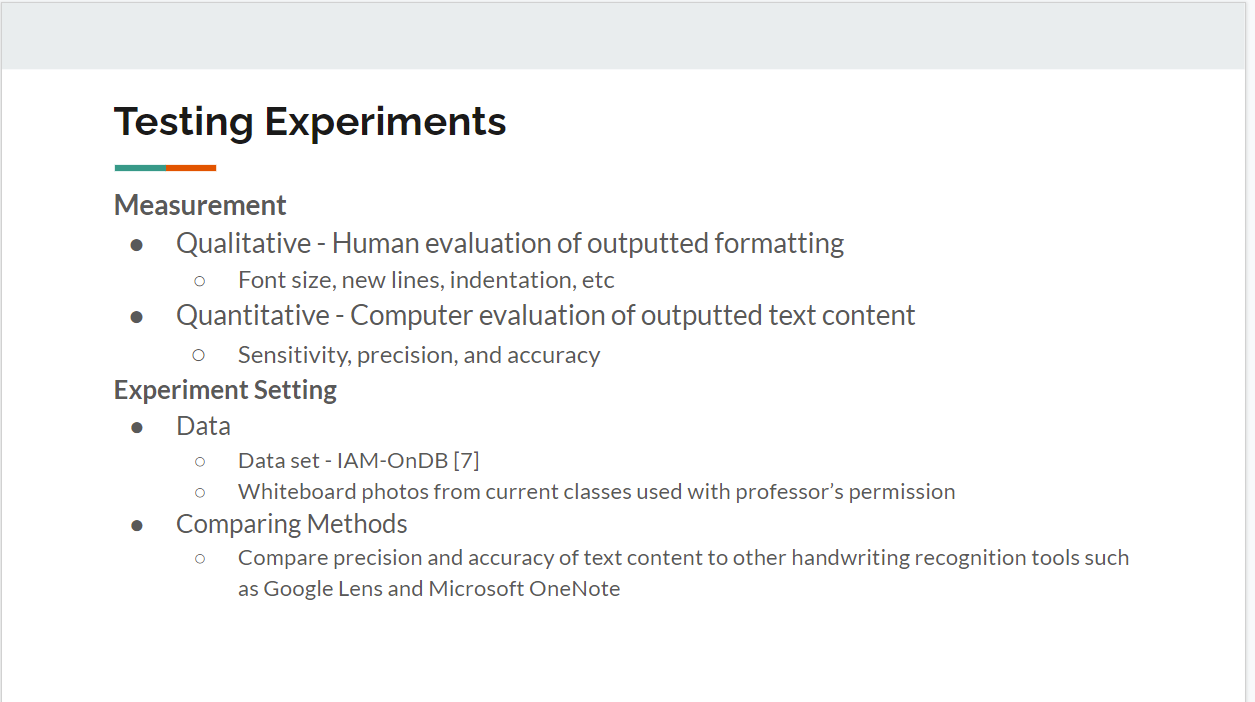 Testing Experiments
Measurement
● Qualitative - Human evaluation of outputted formatting
○ Font size, new lines, indentation, etc
● Quantitative - Computer evaluation of outputted text content
○ Sensitivity, precision, and accuracy
Experiment Setting
● Data
○ Data set - IAM-OnDB [7]
○ Whiteboard photos from current classes used with professor’s permission
● Comparing Methods
○ Compare precision and accuracy of text content to other handwriting recognition tools such
as Google Lens and Microsoft OneNote